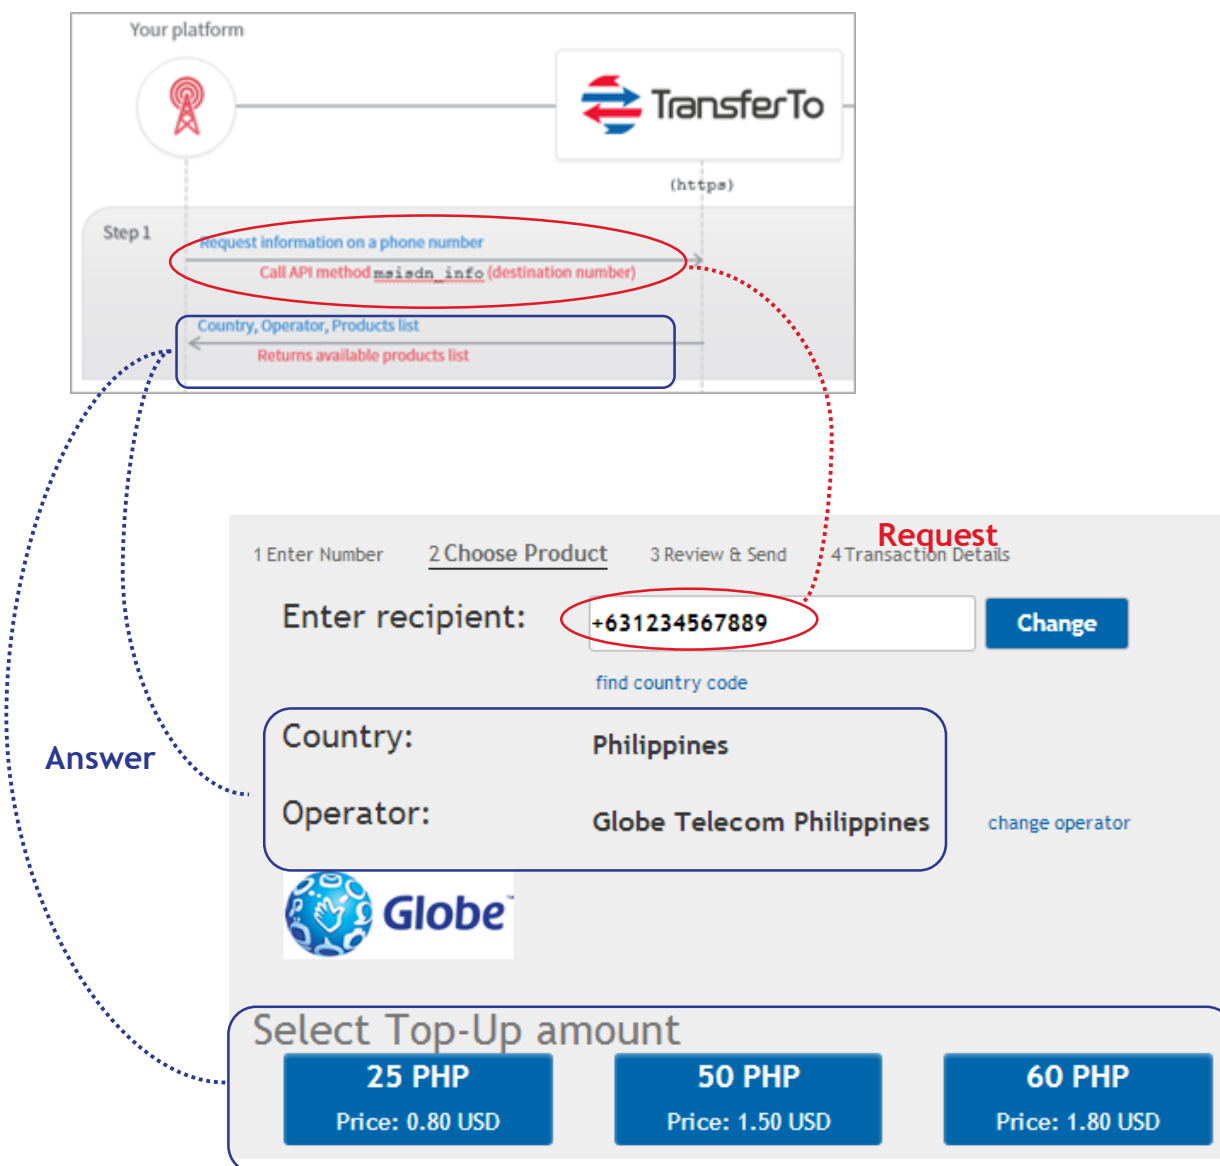 Your platform
TransferTo
(https)
Step 1
Request information on a phone number
Call API method msisdn_info (destination number)
Country, Operator, Products list
Returns available products list
Request
1 Enter Number 2 Choose Product 3 Review & Send 4 Transaction Details
Enter recipient: +631234567889 Change
find country code
Country: Philippines
Answer
Operator: Globe Telecom Philippines change operator
Globe™
Select Top-Up amount
25 PHP 50 PHP 60 PHP
Price: 0.80 USD Price: 1.50 USD Price: 1.80 USD